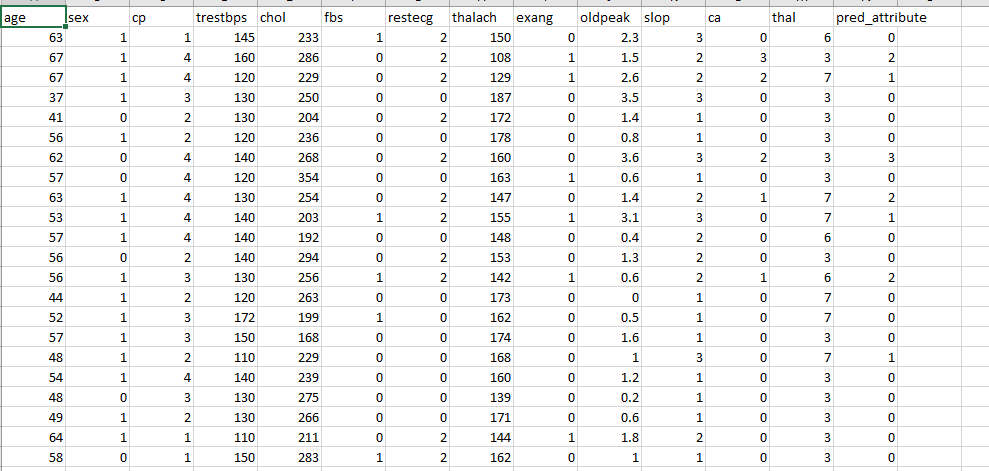 age sex cp trestbps chol fbs restecg thalach exang oldpeak slop ca thal pred_attribute
63 1 1 145 233 1 2 150 0 2.3 3 0 6 0
67 1 4 160 286 0 2 108 1 1.5 2 3 3 2
67 1 4 120 229 0 2 129 1 2.6 2 2 7 1
37 1 3 130 250 0 0 187 0 3.5 3 0 3 0
41 0 2 130 204 0 2 172 0 1.4 1 0 3 0
56 1 2 120 236 0 0 178 0 0.8 1 0 3 0
62 0 4 140 268 0 2 160 0 3.6 3 2 3 3
57 0 4 120 354 0 0 163 1 0.6 1 0 3 0
63 1 4 130 254 0 2 147 0 1.4 2 1 7 2
53 1 4 140 203 1 2 155 1 3.1 3 0 7 1
57 1 4 140 192 0 0 148 0 0.4 2 0 6 0
56 0 2 140 294 0 2 153 0 1.3 2 0 3 0
56 1 3 130 256 1 2 142 1 0.6 2 1 6 2
44 1 2 120 263 0 0 173 0 0 1 0 7 0
52 1 3 172 199 1 0 162 0 0.5 1 0 7 0
57 1 3 150 168 0 0 174 0 1.6 1 0 3 0
48 1 2 110 229 0 0 168 0 1 3 0 7 1
54 1 4 140 239 0 0 160 0 1.2 1 0 3 0
48 0 3 130 275 0 0 139 0 0.2 1 0 3 0
49 1 2 130 266 0 0 171 0 0.6 1 0 3 0
64 1 1 110 211 0 2 144 1 1.8 2 0 3 0
58 0 1 150 283 1 2 162 0 1 1 0 3 0